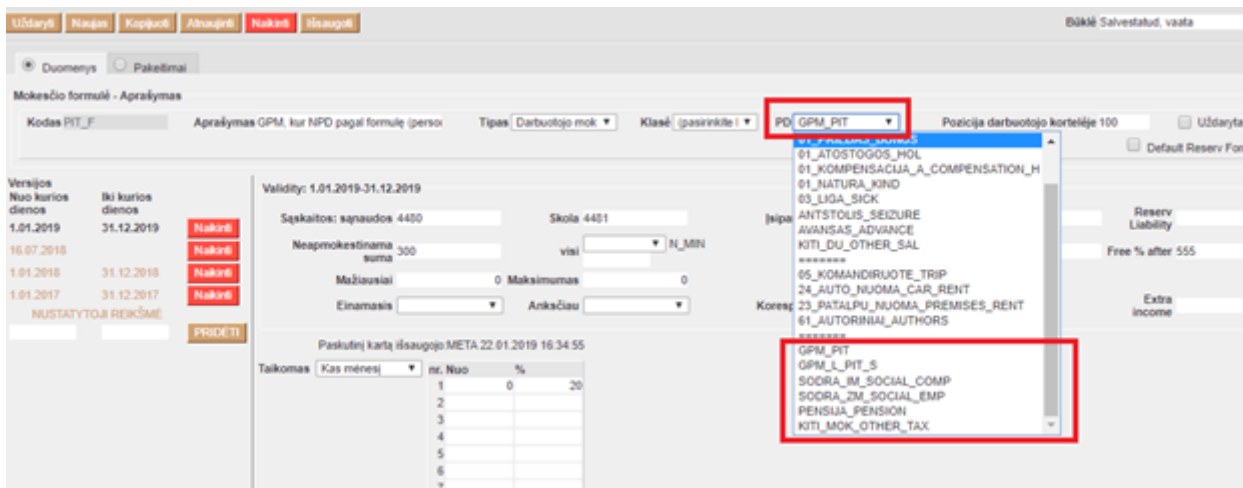 Uždaryti Naujas Kopijuoti Atnaujinti Naikinti Išsaugoti Būklė Salvestatud, vaata
Duomenys Pakeitimai
Mokesčio formulė - Aprašymas
Kodas PIT_F Aprašymas GPM, kur NPD pagal formulę (person Tipas Darbuotojo mok Klasė (pasirinkite PD GPM_PIT Pozicija darbuotojo kortelėje 100 Uždaryta
Default Reserv For
01_ATOSTOGOS_HOL
01_KOMPENSACIJA_A_COMPENSATION_H
01_NATURA_KIND
03_LIGA_SICK
ANTSTOLIS_SEIZURE
AVANSAS_ADVANCE
KITI_DU_OTHER_SAL
=======
05_KOMANDIRUOTE_TRIP
24_AUTO_NUOMA_CAR_RENT
23_PATALPU_NUOMA_PREMISES_RENT
61_AUTORINIAI_AUTHORS
=======
GPM_PIT
GPM_L_PIT_S
SODRA_IM_SOCIAL_COMP
SODRA_ZM_SOCIAL_EMP
PENSIJA_PENSION
KITI_MOK_OTHER_TAX
Versijos
Nuo kurios dienos Iki kurios dienos
1.01.2019 31.12.2019 Naikinti
16.07.2018 Naikinti
1.01.2018 31.12.2018 Naikinti
1.01.2017 31.12.2017 Naikinti
NUSTATYTOJI REIKŠMĖ
PRIDĖTI
Validity: 1.01.2019-31.12.2019
Sąskaitos: sąnaudos 4480 Skola 4481 Įsipa Reserv Liability
Neapmokestinama suma 300 visi N_MIN Free % after 555
Mažiausiai 0 Maksimumas 0
Einamasis Anksčiau Koresp Extra income
Paskutinį kartą išsaugojo:META 22.01.2019 16:34:55
Taikomas Kas mėnesį nr. Nuo %
1 0 20
2
3
4
5
6
7